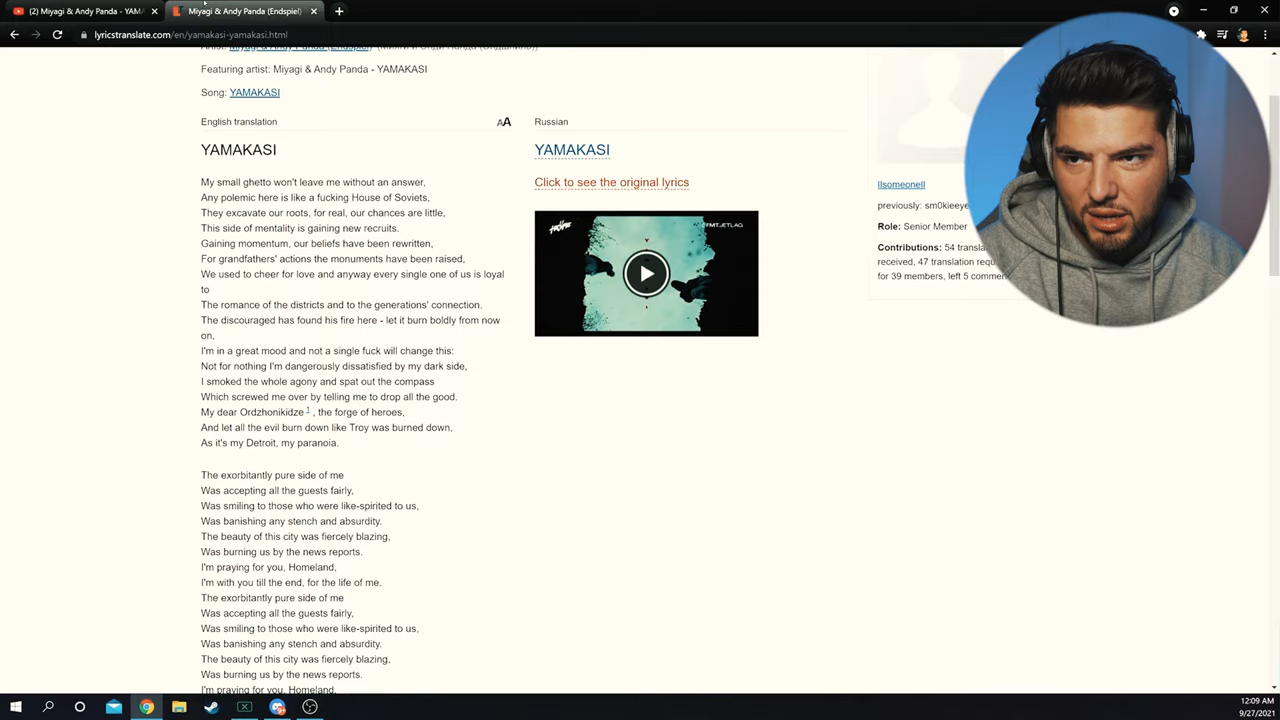 (2) Miyagi & Andy Panda - YAMA
Miyagi & Andy Panda (Endspiel)
lyricstranslate.com/en/yamakasi-yamakasi.html
Artist: Miyagi & Andy Panda (Endspiel) (Мияги и Энди Панда (Эндшпиль))
Featuring artist: Miyagi & Andy Panda - YAMAKASI
Song: YAMAKASI
English translation
AA
Russian
YAMAKASI
YAMAKASI
Click to see the original lyrics
My small ghetto won't leave me without an answer,
Any polemic here is like a fucking House of Soviets,
They excavate our roots, for real, our chances are little,
This side of mentality is gaining new recruits.
Gaining momentum, our beliefs have been rewritten,
For grandfathers' actions the monuments have been raised,
We used to cheer for love and anyway every single one of us is loyal
to
The romance of the districts and to the generations' connection.
The discouraged has found his fire here - let it burn boldly from now
on,
I'm in a great mood and not a single fuck will change this:
Not for nothing I'm dangerously dissatisfied by my dark side,
I smoked the whole agony and spat out the compass
Which screwed me over by telling me to drop all the good.
My dear Ordzhonikidze 1 , the forge of heroes,
And let all the evil burn down like Troy was burned down,
As it's my Detroit, my paranoia.
The exorbitantly pure side of me
Was accepting all the guests fairly,
Was smiling to those who were like-spirited to us,
Was banishing any stench and absurdity.
The beauty of this city was fiercely blazing,
Was burning us by the news reports.
I'm praying for you, Homeland,
I'm with you till the end, for the life of me.
The exorbitantly pure side of me
Was accepting all the guests fairly,
Was smiling to those who were like-spirited to us,
Was banishing any stench and absurdity.
The beauty of this city was fiercely blazing,
Was burning us by the news reports.
I'm praying for you, Homeland,
HAJIME
llsomeonell
previously: sm0kieeye
Role: Senior Member
Contributions: 54 transla
received, 47 translation requ
for 39 members, left 5 commen
12:09 AM
9/27/2021